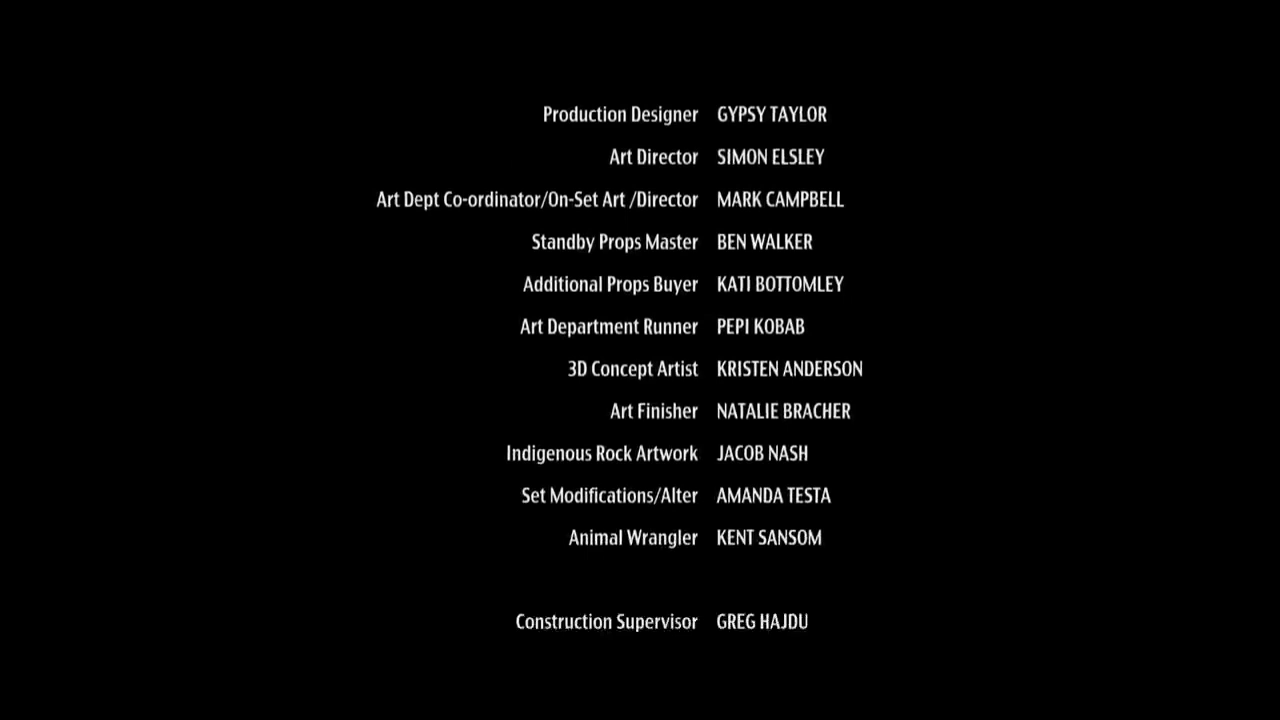 Production Designer GYPSY TAYLOR
Art Director SIMON ELSLEY
Art Dept Co-ordinator/On-Set Art /Director MARK CAMPBELL
Standby Props Master BEN WALKER
Additional Props Buyer KATI BOTTOMLEY
Art Department Runner PEPI KOBAB
3D Concept Artist KRISTEN ANDERSON
Art Finisher NATALIE BRACHER
Indigenous Rock Artwork JACOB NASH
Set Modifications/Alter AMANDA TESTA
Animal Wrangler KENT SANSOM
Construction Supervisor GREG HAJDU